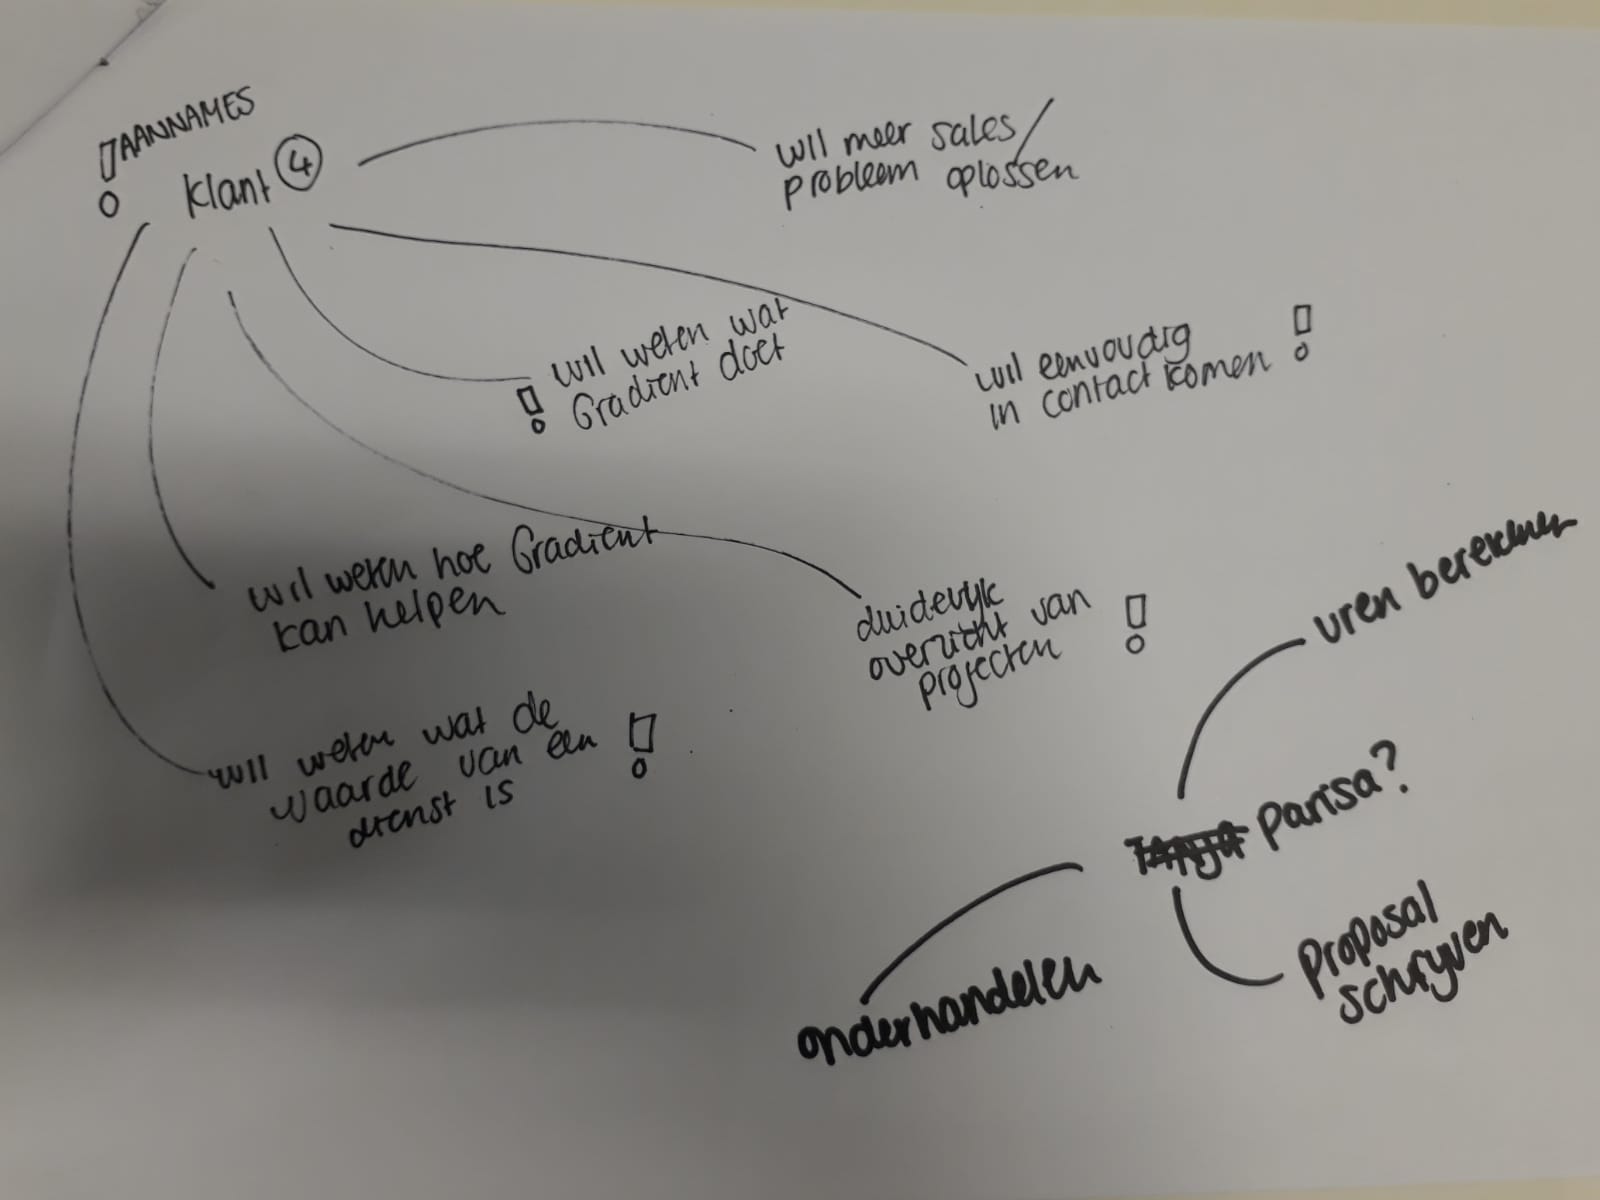 ! AANNAMES
Klant 4
wil meer sales/
probleem oplossen
! wil weten wat
Gradient doet
wil eenvoudig
in contact komen !
wil weten hoe Gradient
kan helpen
duidelijk
overzicht van
projecten !
wil weten wat de
waarde van een
dienst is !
uren berekenen
Tanja Parisa?
onderhandelen
proposal
schrijven